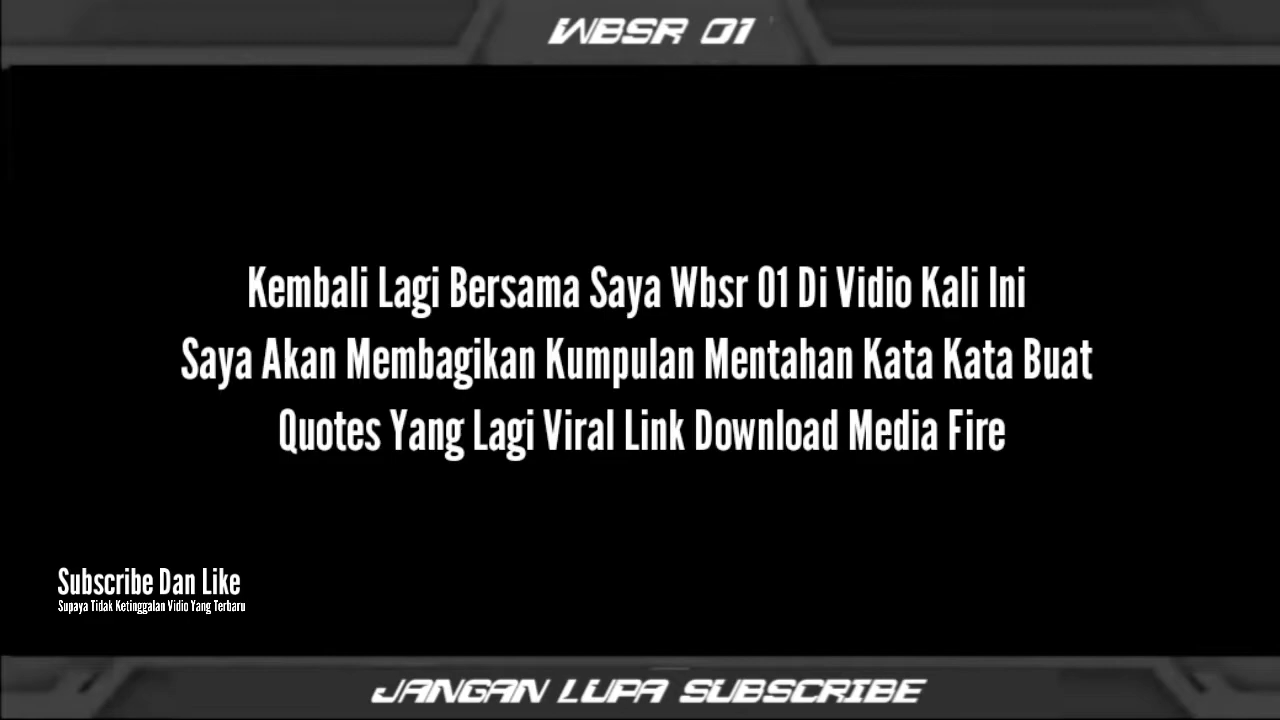 WBSR 01
Kembali Lagi Bersama Saya Wbsr 01 Di Vidio Kali Ini
Saya Akan Membagikan Kumpulan Mentahan Kata Kata Buat
Quotes Yang Lagi Viral Link Download Media Fire
Subscribe Dan Like
Supaya Tidak Ketinggalan Vidio Yang Terbaru
JANGAN LUPA SUBSCRIBE